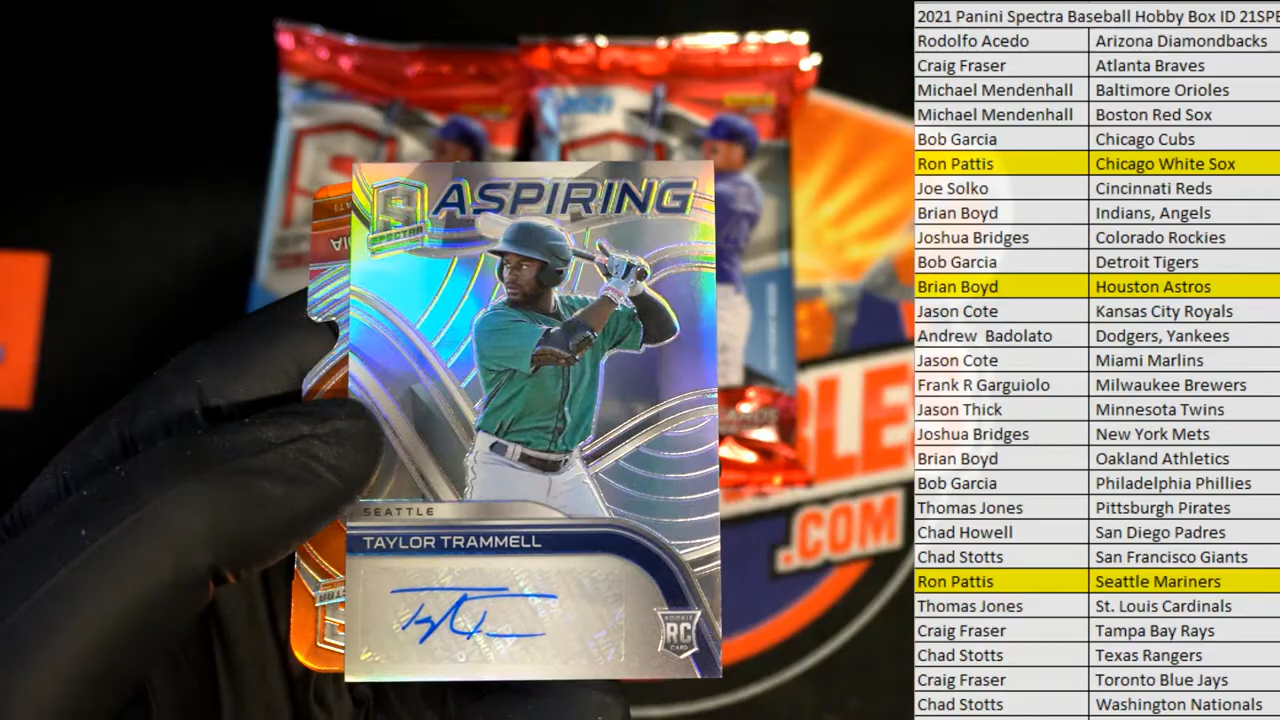 2021 Panini Spectra Baseball Hobby Box ID 21SPE
Rodolfo Acedo Arizona Diamondbacks
Craig Fraser Atlanta Braves
Michael Mendenhall Baltimore Orioles
Michael Mendenhall Boston Red Sox
Bob Garcia Chicago Cubs
Ron Pattis Chicago White Sox
Joe Solko Cincinnati Reds
Brian Boyd Indians, Angels
Joshua Bridges Colorado Rockies
Bob Garcia Detroit Tigers
Brian Boyd Houston Astros
Jason Cote Kansas City Royals
Andrew Badolato Dodgers, Yankees
Jason Cote Miami Marlins
Frank R Garguiolo Milwaukee Brewers
Jason Thick Minnesota Twins
Joshua Bridges New York Mets
Brian Boyd Oakland Athletics
Bob Garcia Philadelphia Phillies
Thomas Jones Pittsburgh Pirates
Chad Howell San Diego Padres
Chad Stotts San Francisco Giants
Ron Pattis Seattle Mariners
Thomas Jones St. Louis Cardinals
Craig Fraser Tampa Bay Rays
Chad Stotts Texas Rangers
Craig Fraser Toronto Blue Jays
Chad Stotts Washington Nationals
ASPIRING
SPECTRA
SEATTLE
TAYLOR TRAMMELL
ROOKIE
RC
CARD
BLE
.COM